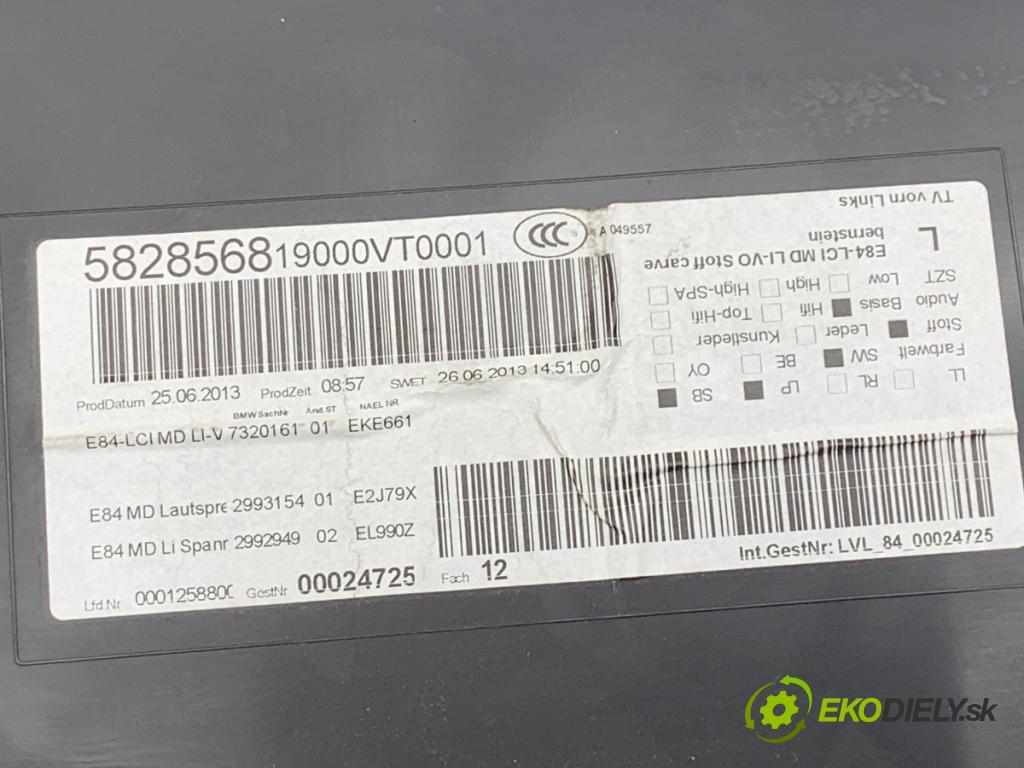 582856819000VT0001
CCC S
A 049557
ProdDatum 25.06.2013 ProdZeit 08:57 SWET 26.06.2013 14:51:00
BMW SachNr Änd.ST NAEL NR
E84-LCI MD LI-V 7320161 01 EKE661
E84 MD Lautspre 2993154 01 E2J79X
E84 MD Li Spanr 2992949 02 EL990Z
Lfd Nr 0001258800 GestNr 00024725 Fach 12
Int.GestNr: LVL_84_00024725
TV vorn Links
L
E84-LCI MD LI-VO Stoff carve
bernstein
SZT Low High High-SPA
Audio Basis Hifi Top-Hifi
Stoff Leder Kunstleder
Farbwelt SW BE OY
LL RL LP SB
EKODIELY.sk